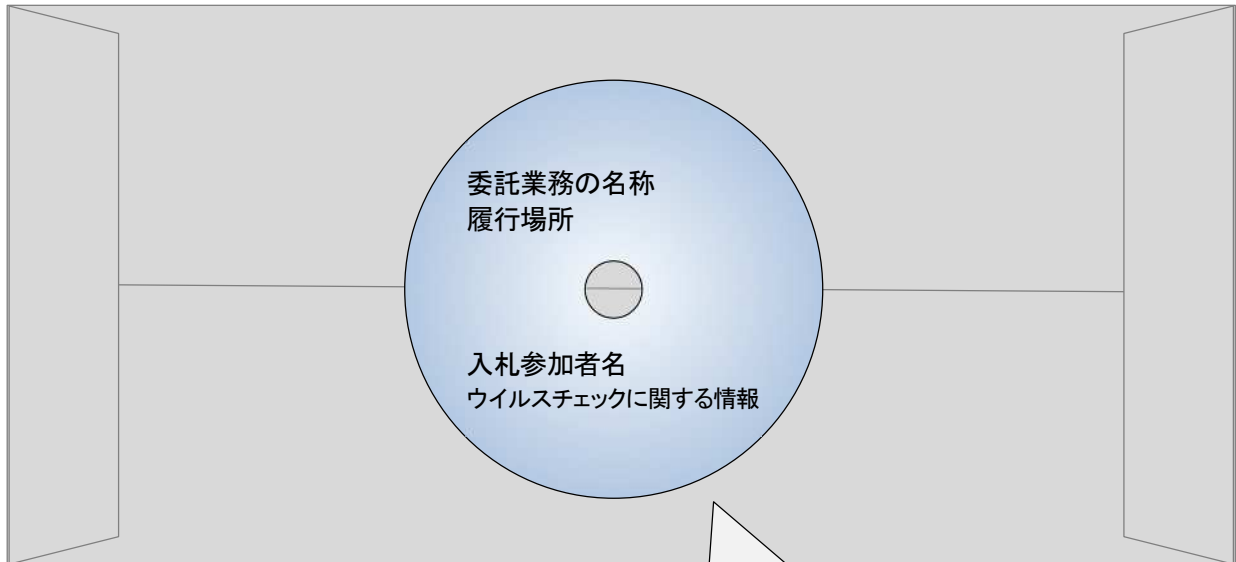 委託業務の名称
履行場所
入札参加者名
ウイルスチェックに関する情報